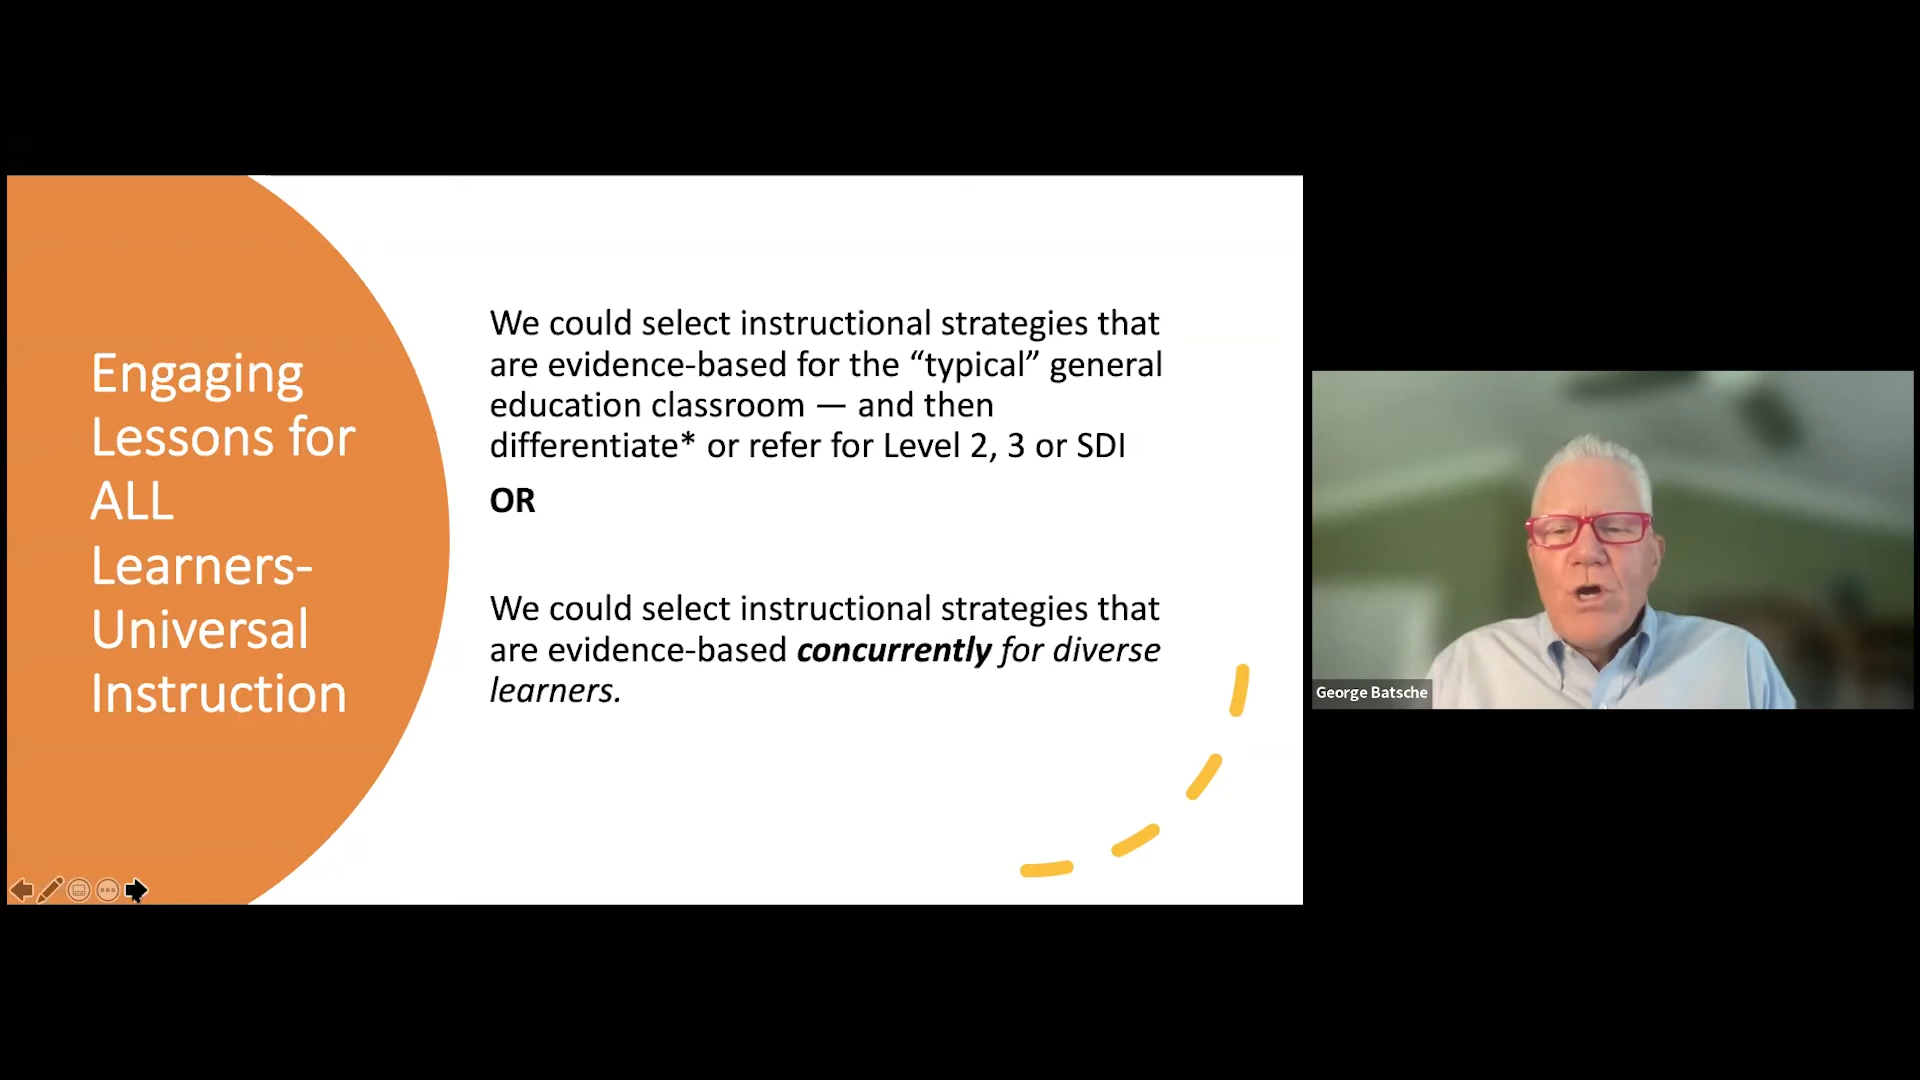 Engaging
Lessons for
ALL
Learners-
Universal
Instruction
We could select instructional strategies that
are evidence-based for the “typical” general
education classroom — and then
differentiate* or refer for Level 2, 3 or SDI
OR
We could select instructional strategies that
are evidence-based concurrently for diverse
learners.
George Batsche